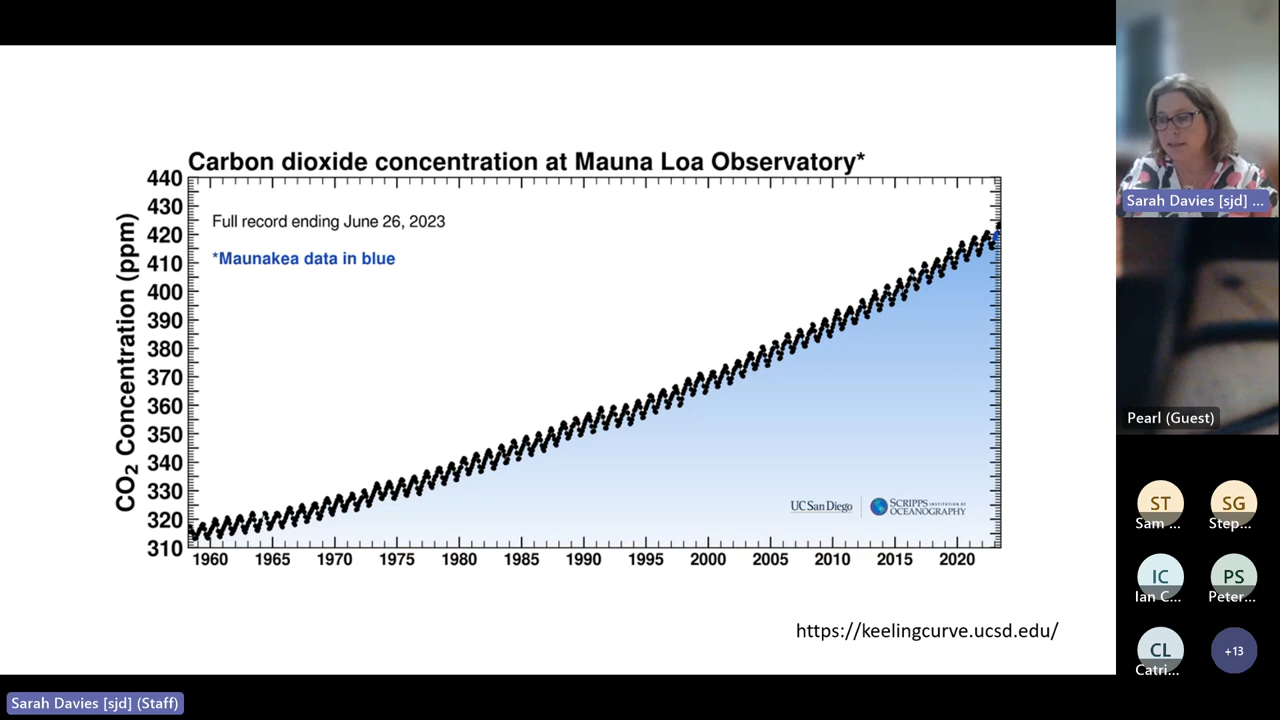 Carbon dioxide concentration at Mauna Loa Observatory*
440
430
420
410
400
390
380
370
360
350
340
330
320
310
CO2 Concentration (ppm)
Full record ending June 26, 2023
*Maunakea data in blue
UC San Diego
SCRIPPS INSTITUTION OF
OCEANOGRAPHY
1960 1965 1970 1975 1980 1985 1990 1995 2000 2005 2010 2015 2020
https://keelingcurve.ucsd.edu/
Sarah Davies [sjd] (Staff)
Sarah Davies [sjd] ...
Pearl (Guest)
ST SG
Sam ... Step...
IC PS
Ian C... Peter...
CL +13
Catri...